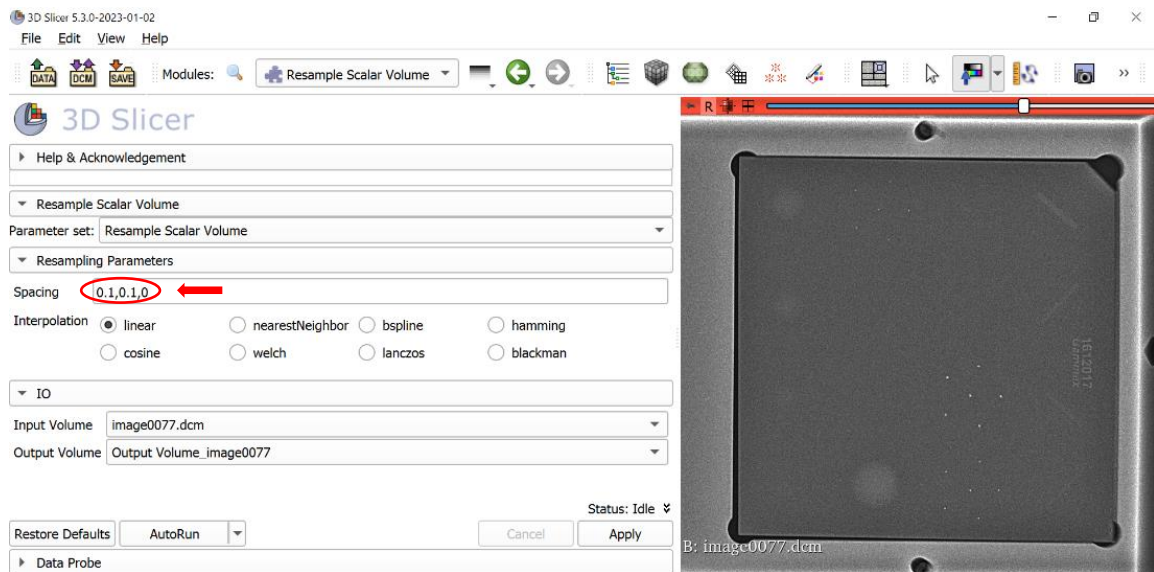 3D Slicer 5.3.0-2023-01-02
File Edit View Help
DATA DCM SAVE Modules: Resample Scalar Volume »
3D Slicer
Help & Acknowledgement
Resample Scalar Volume
Parameter set: Resample Scalar Volume
Resampling Parameters
Spacing 0.1,0.1,0
Interpolation linear nearestNeighbor bspline hamming
cosine welch lanczos blackman
IO
Input Volume image0077.dcm
Output Volume Output Volume_image0077
Status: Idle
Restore Defaults AutoRun Cancel Apply
Data Probe
R
1612017
B: image0077.dcm